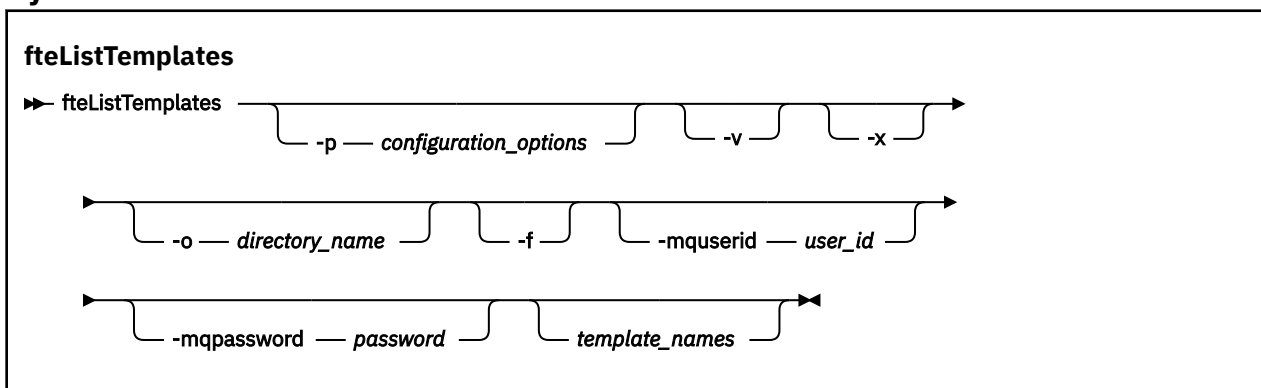 fteListTemplates
fteListTemplates
-p configuration_options -v -x
-o directory_name -f -mquserid user_id
-mqpassword password template_names